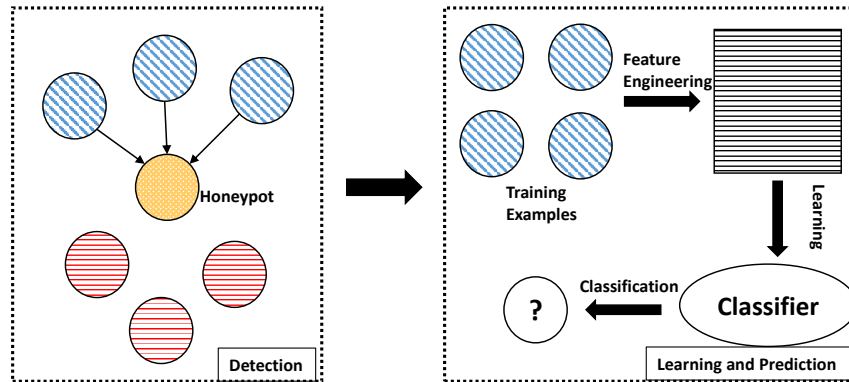 Honeypot
Detection
Feature
Engineering
Training
Examples
Learning
Classification
?
Classifier
Learning and Prediction